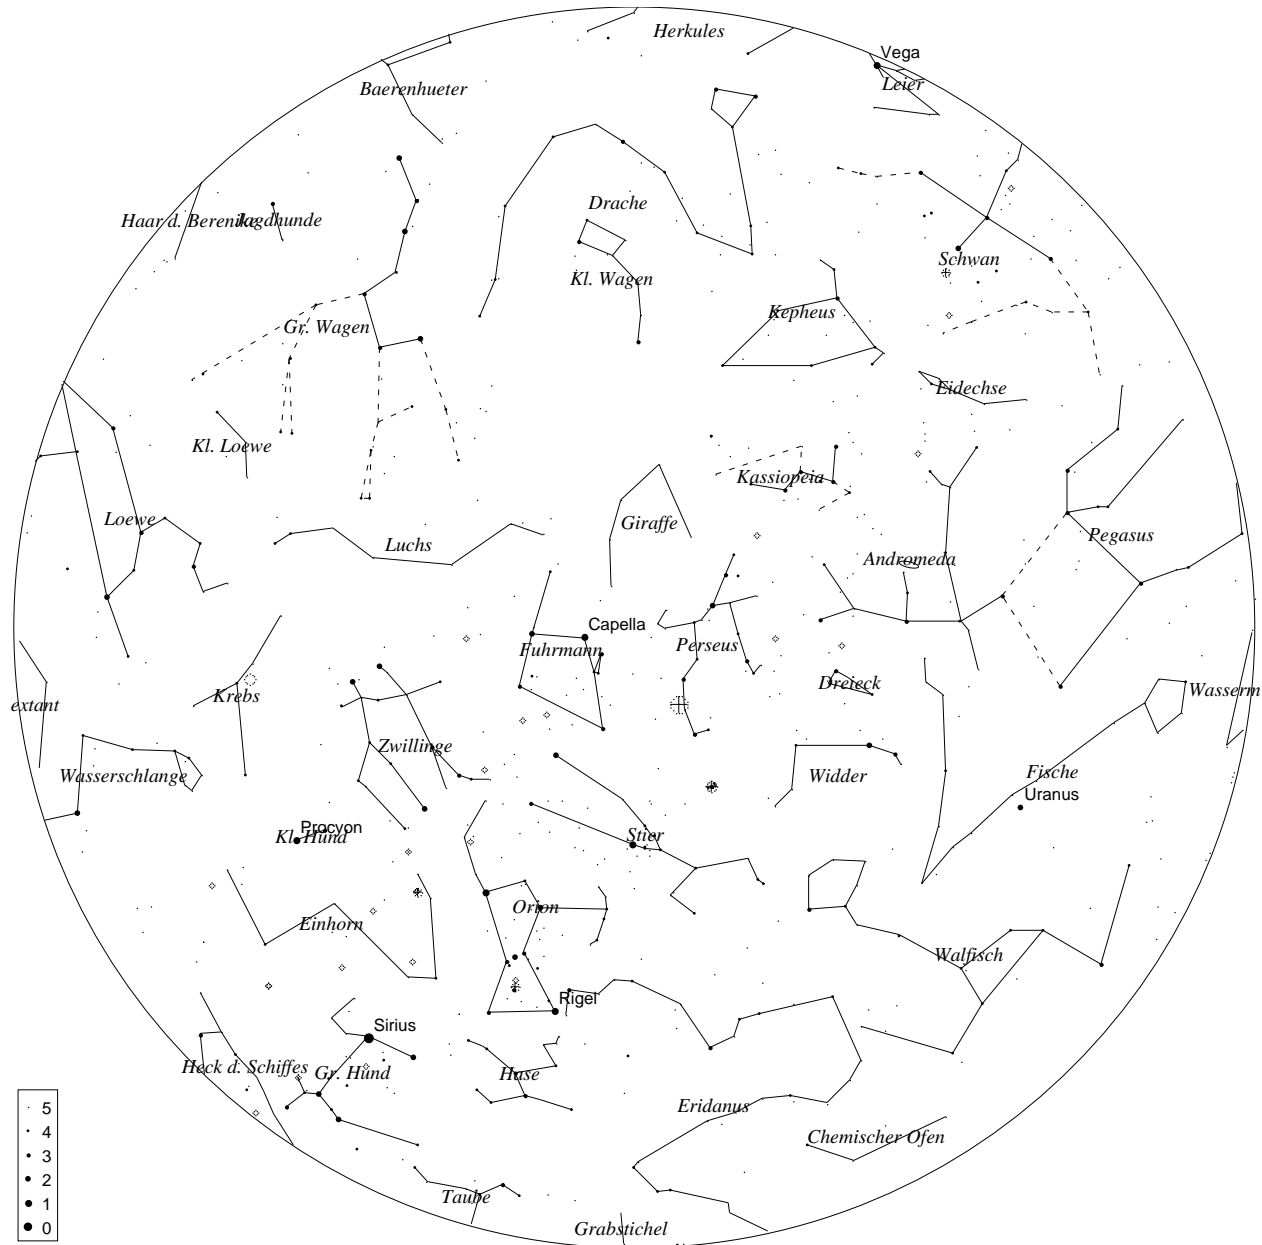 Herkules
Vega
Leier
Baerenhueter
Drache
Haar d. Berenike
Jagdhunde
Schwan
Kl. Wagen
Kepheus
Gr. Wagen
Eidechse
Kl. Loewe
Kassiopeia
Loewe
Giraffe
Luchs
Pegasus
Andromeda
Capella
Fuhrmann
Perseus
Dreieck
Krebs
extant
Wasserm
Zwillinge
Wasserschlange
Widder
Fische
Uranus
Procyon
Kl. Hund
Stier
Orion
Einhorn
Walfisch
Rigel
Sirius
Heck d. Schiffes
Gr. Hund
Hase
Eridanus
Chemischer Ofen
Taube
Grabstichel
5
4
3
2
1
0